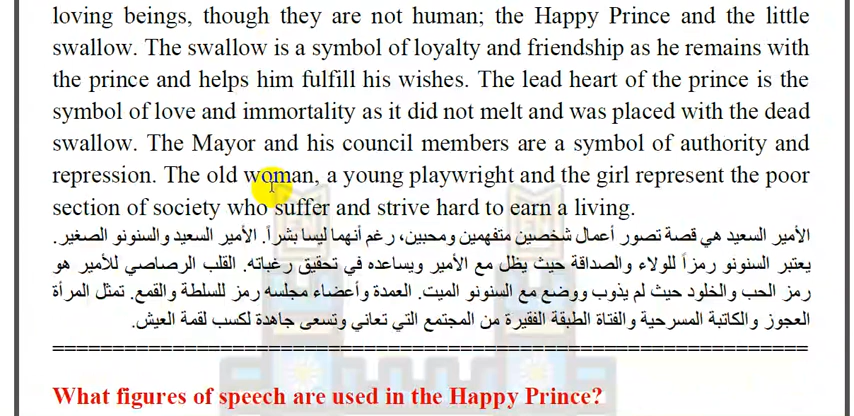 loving beings, though they are not human; the Happy Prince and the little
swallow. The swallow is a symbol of loyalty and friendship as he remains with
the prince and helps him fulfill his wishes. The lead heart of the prince is the
symbol of love and immortality as it did not melt and was placed with the dead
swallow. The Mayor and his council members are a symbol of authority and
repression. The old woman, a young playwright and the girl represent the poor
section of society who suffer and strive hard to earn a living.
الأمير السعيد هي قصة تصور أعمال شخصين متفهمين ومحبين، رغم أنهما ليسا بشراً. الأمير السعيد والسنونو الصغير.
يعتبر السنونو رمزاً للولاء والصداقة حيث يظل مع الأمير ويساعده في تحقيق رغباته. القلب الرصاصي للأمير هو
رمز الحب والخلود حيث لم يذوب ووضع مع السنونو الميت. العمدة وأعضاء مجلسه رمز للسلطة والقمع. تمثل المرأة
العجوز والكاتبة المسرحية والفتاة الطبقة الفقيرة من المجتمع التي تعاني وتسعى جاهدة لكسب لقمة العيش.
What figures of speech are used in the Happy Prince?